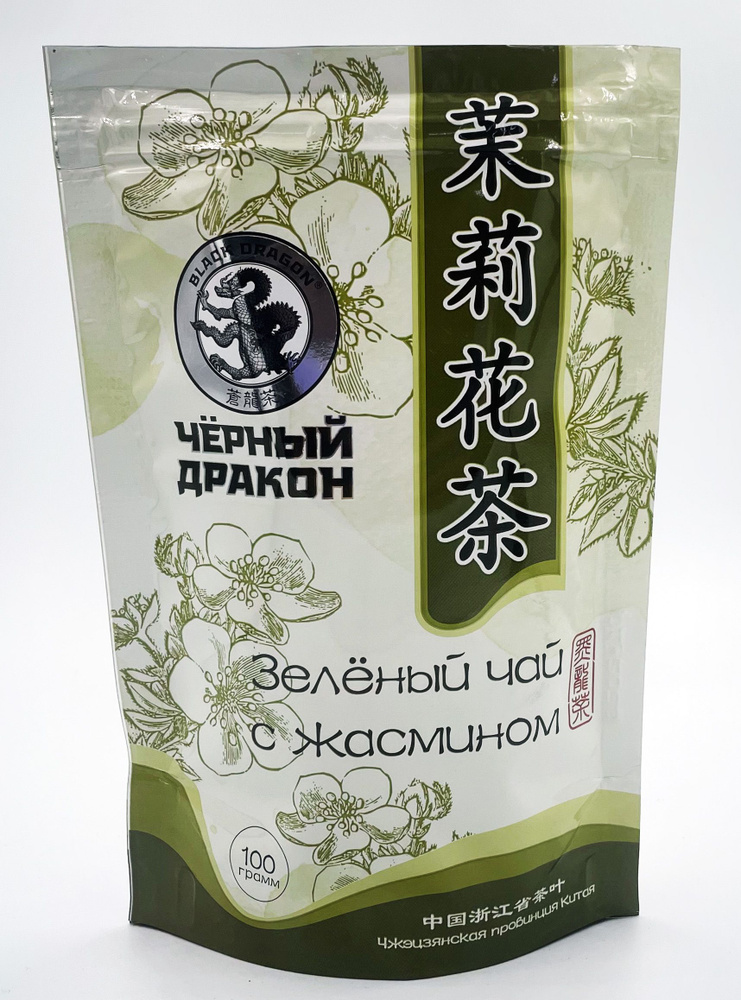 茉莉花茶
BLACK DRAGON®
蒼龍茶
ЧЁРНЫЙ
ДРАКОН
Зелёный чай
с жасмином
100
грамм
中国浙江省茶叶
Чжэцзянская провинция Китая